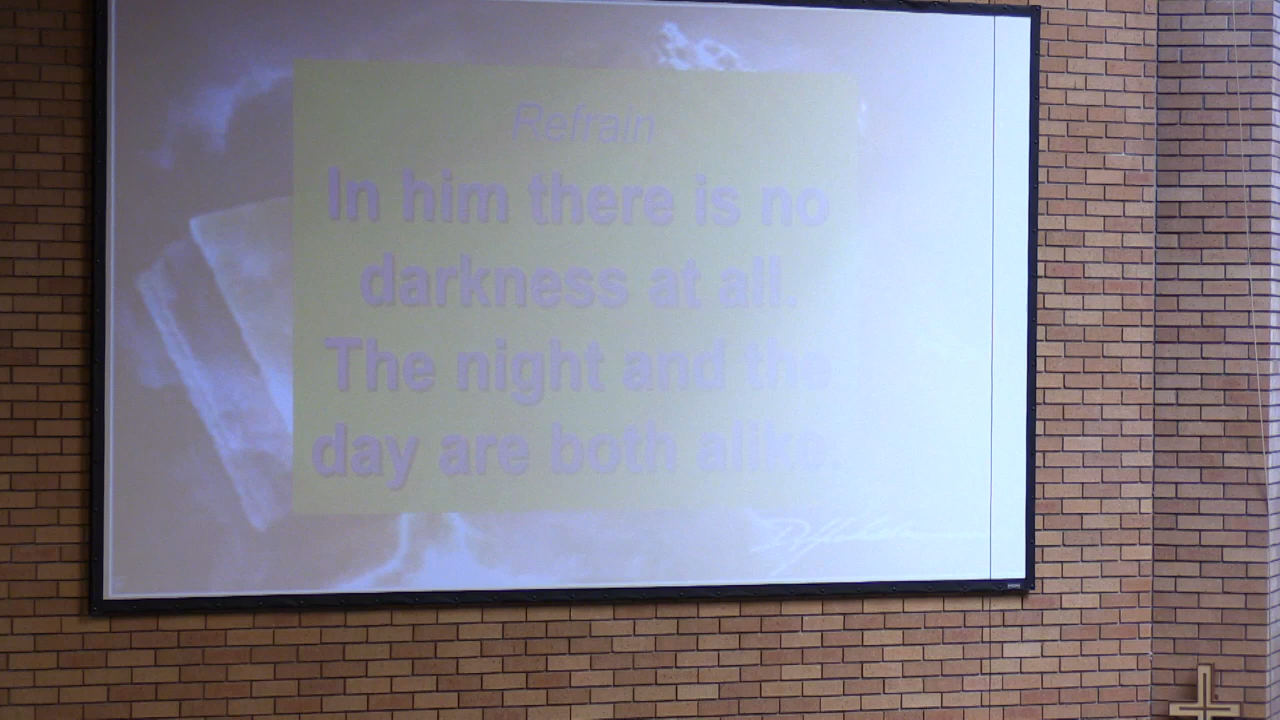 Refrain
In him there is no
darkness at all.
The night and the
day are both alike.